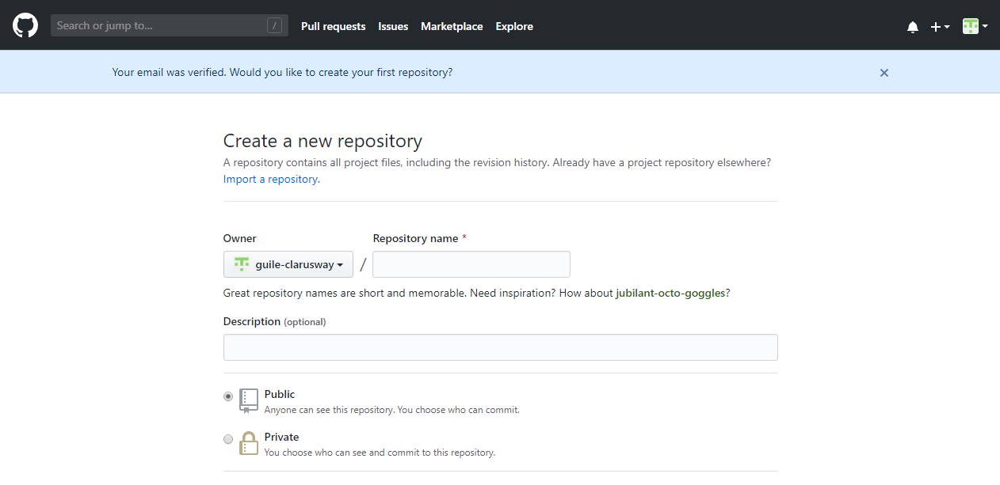 Search or jump to... / Pull requests Issues Marketplace Explore
Your email was verified. Would you like to create your first repository?
Create a new repository
A repository contains all project files, including the revision history. Already have a project repository elsewhere?
Import a repository.
Owner Repository name *
guile-clarusway /
Great repository names are short and memorable. Need inspiration? How about jubilant-octo-goggles?
Description (optional)
Public
Anyone can see this repository. You choose who can commit.
Private
You choose who can see and commit to this repository.